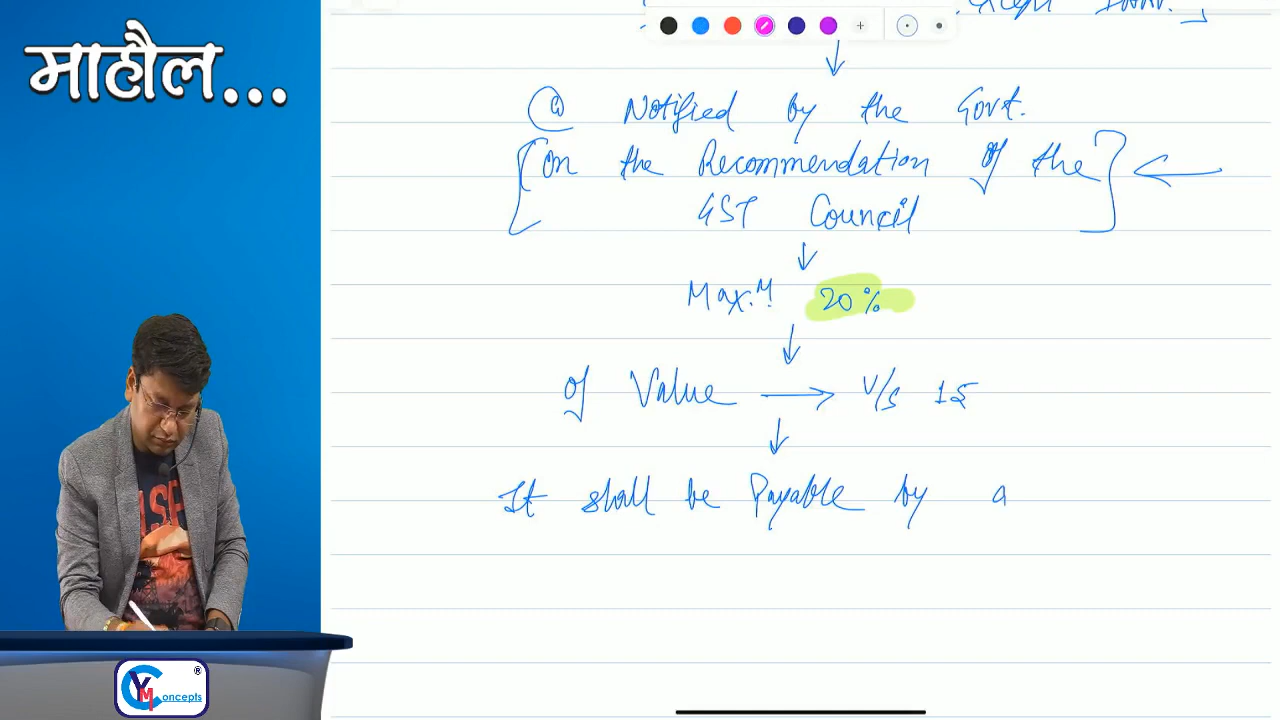 माहौल...
@ Notified by the Govt.
[On the Recommendation of the
GST Council]
Max.M 20%
of Value → V/S 15
It shall be Payable by a
CYM Concepts ®